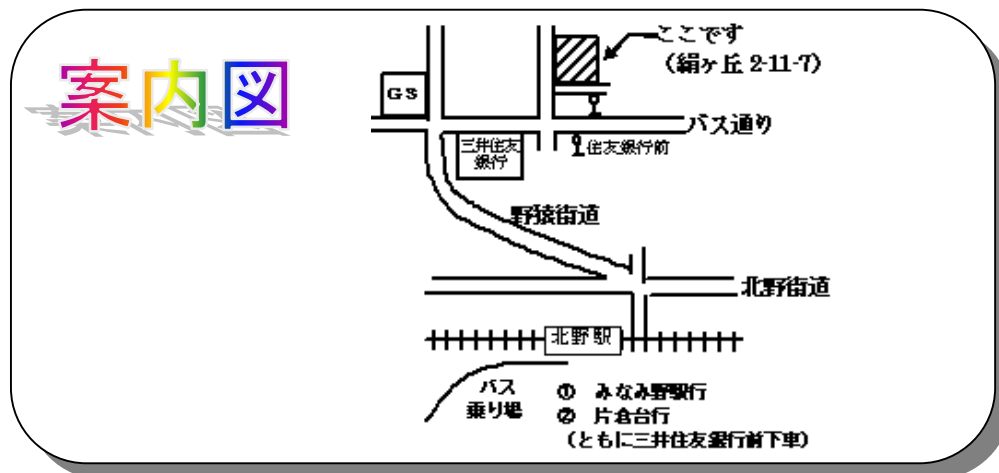 案内図
ここです
(絹ヶ丘 2-11-7)
GS
バス通り
三井住友
銀行
住友銀行前
野猿街道
北野街道
北野駅
バス
乗り場
① みなみ野駅行
② 片倉台行
(ともに三井住友銀行前下車)